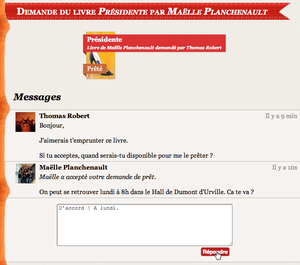 Demande du livre Présidente par Maëlle Planchenault
Présidente
Livre de Maëlle Planchenault demandé par Thomas Robert
Prêté
Messages
Thomas Robert
Il y a 9 min
Bonjour,
J'aimerais t'emprunter ce livre.
Si tu acceptes, quand serais-tu disponible pour me le prêter ?
Maëlle Planchenault
Il y a 10s
Maëlle a accepté votre demande de prêt.
On peut se retrouver lundi à 8h dans le Hall de Dumont d'Urville. Ca te va ?
D'accord ! A lundi.
Répondre